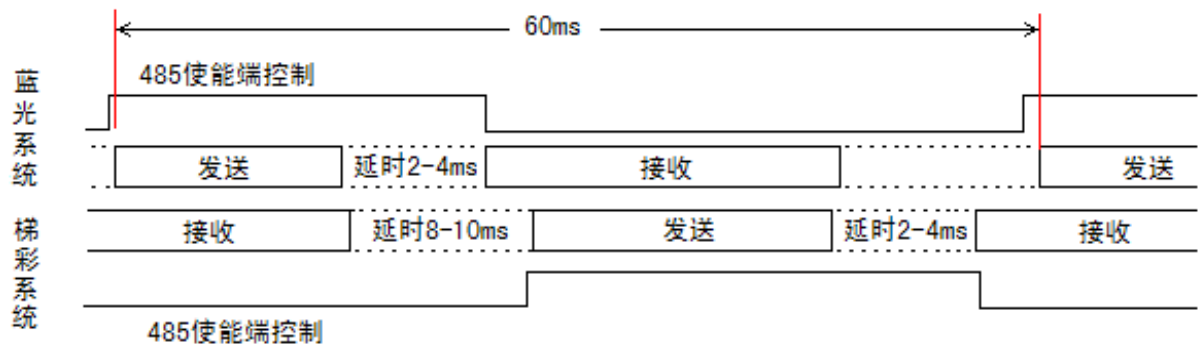 60ms
蓝光系统
485使能端控制
发送
延时2-4ms
接收
发送
梯彩系统
接收
延时8-10ms
发送
延时2-4ms
接收
485使能端控制